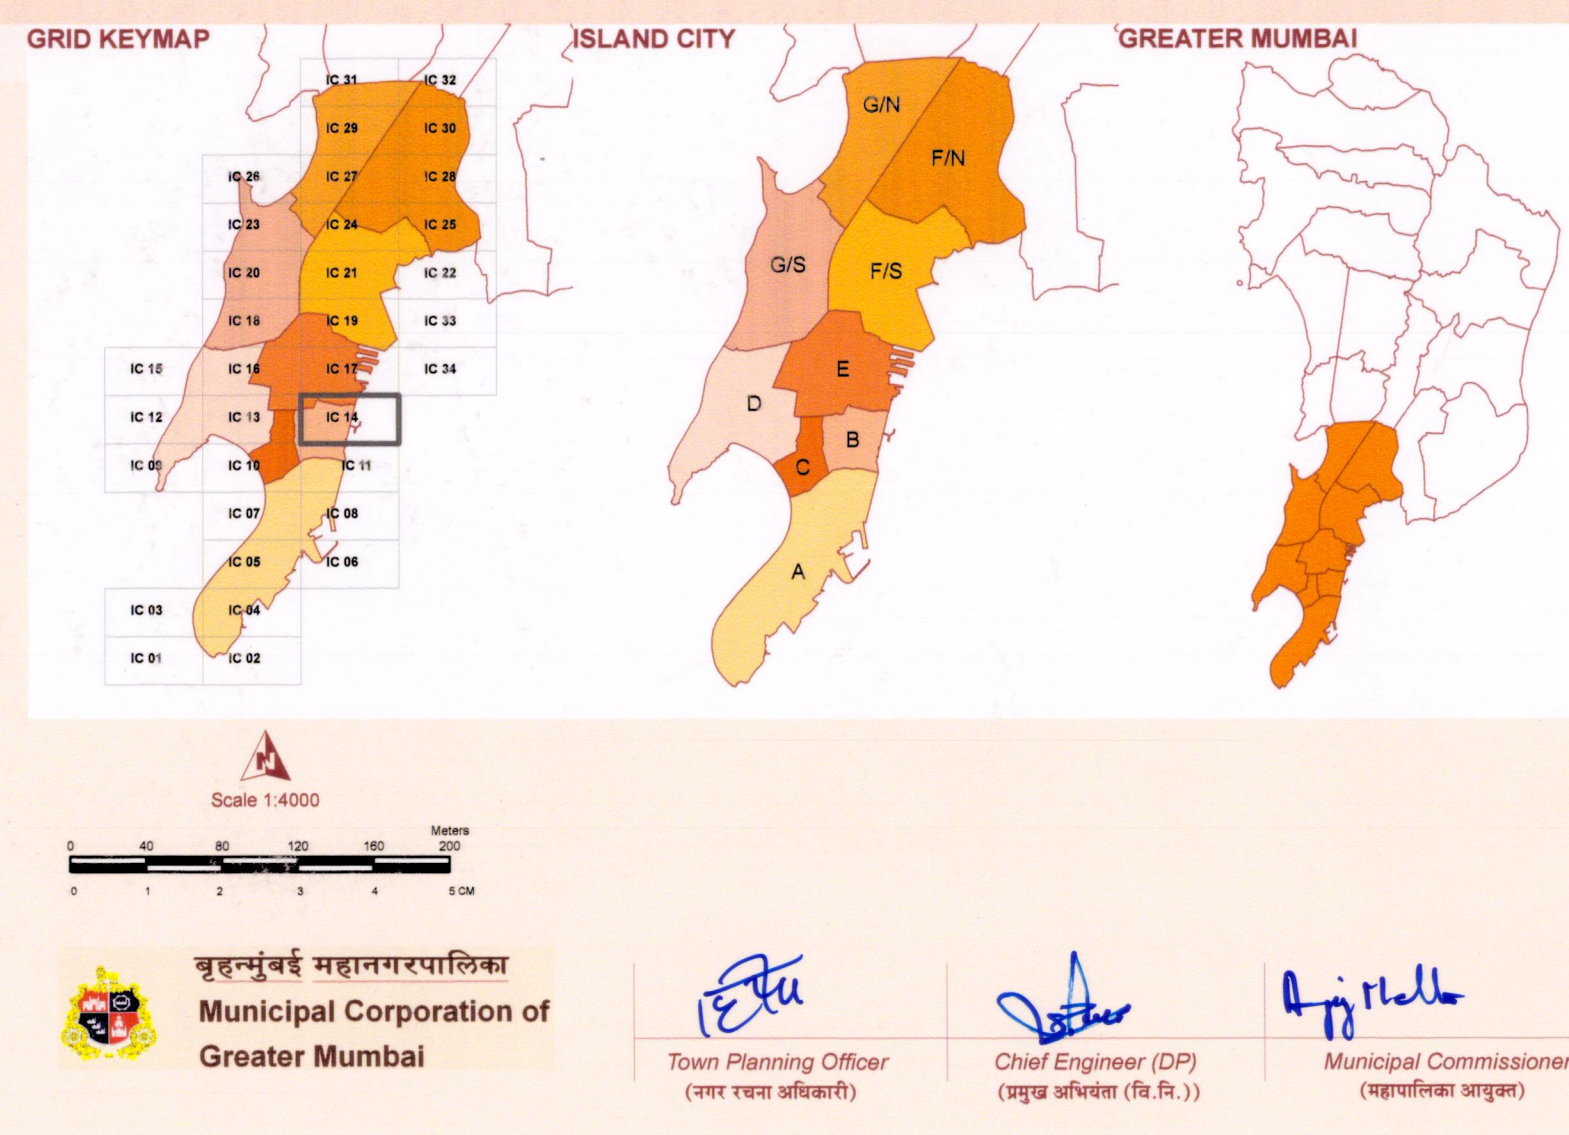 GRID KEYMAP
IC 31 IC 32
IC 29 IC 30
IC 26 IC 27 IC 28
IC 23 IC 24 IC 25
IC 20 IC 21 IC 22
IC 18 IC 19 IC 33
IC 15 IC 16 IC 17 IC 34
IC 12 IC 13 IC 14
IC 09 IC 10 IC 11
IC 07 IC 08
IC 05 IC 06
IC 03 IC 04
IC 01 IC 02
ISLAND CITY
G/N
F/N
G/S F/S
E
D
B
C
A
GREATER MUMBAI
N
Scale 1:4000
Meters
0 40 80 120 160 200
0 1 2 3 4 5 CM
बृहन्मुंबई महानगरपालिका
Municipal Corporation of
Greater Mumbai
Town Planning Officer
(नगर रचना अधिकारी)
Chief Engineer (DP)
(प्रमुख अभियंता (वि.नि.))
Municipal Commissioner
(महापालिका आयुक्त)